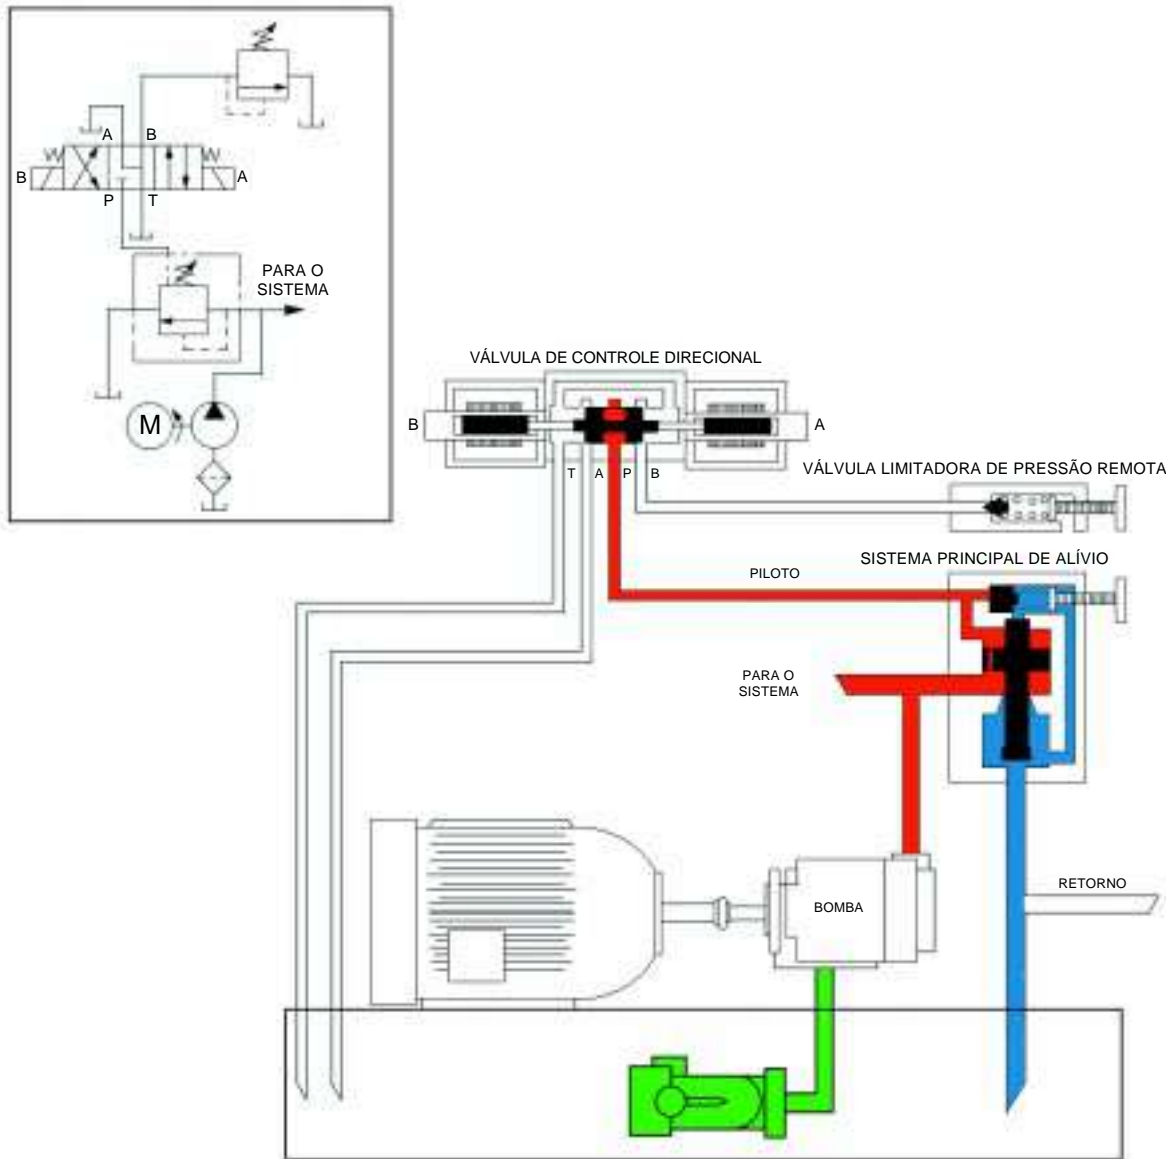 A B
B A
P T
PARA O
SISTEMA
M
VÁLVULA DE CONTROLE DIRECIONAL
B A
T A P B
VÁLVULA LIMITADORA DE PRESSÃO REMOTA
SISTEMA PRINCIPAL DE ALÍVIO
PILOTO
PARA O
SISTEMA
RETORNO
BOMBA